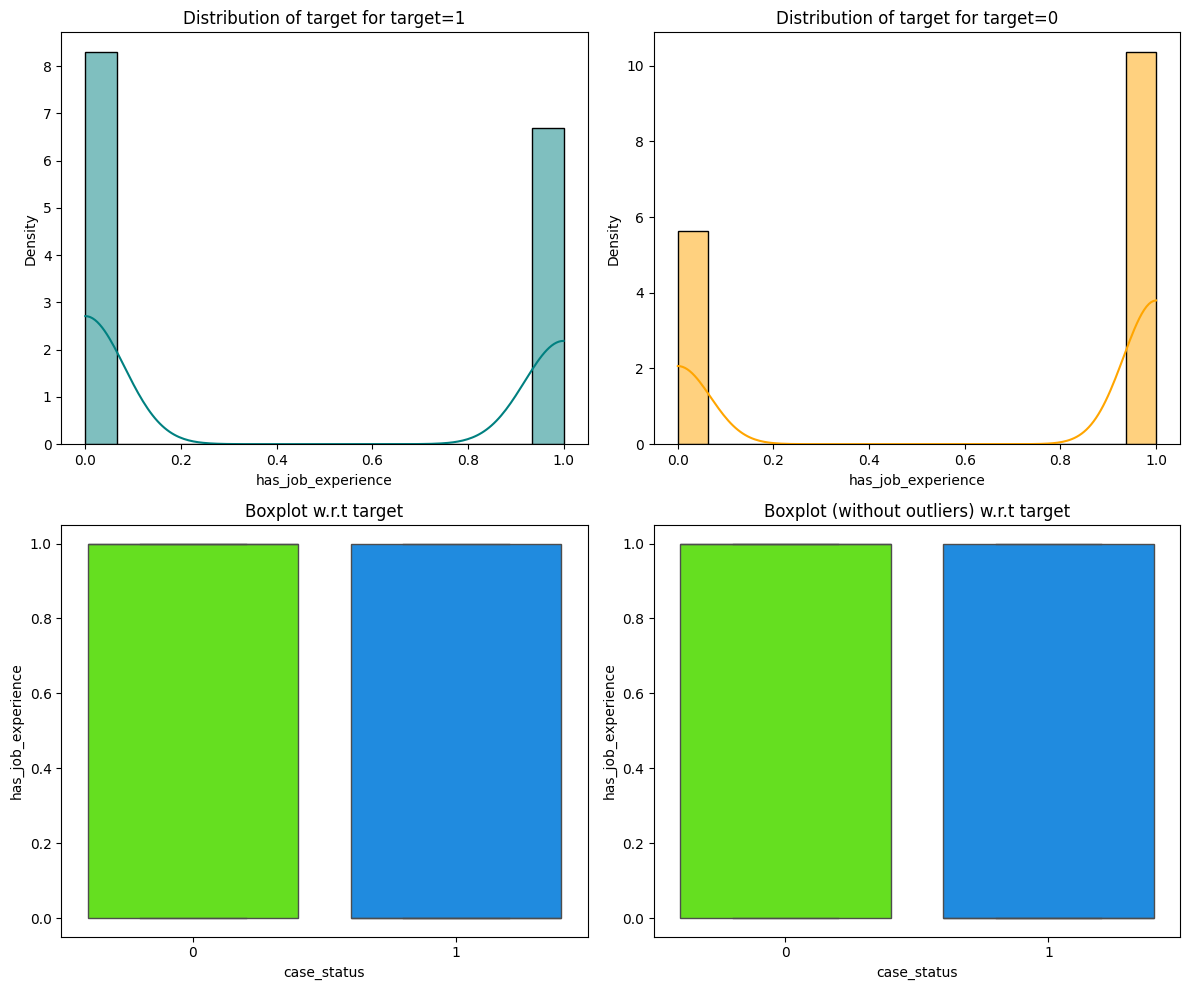 Distribution of target for target=1
Density
8
7
6
5
4
3
2
1
0
0.0 0.2 0.4 0.6 0.8 1.0
has_job_experience
Distribution of target for target=0
Density
10
8
6
4
2
0
0.0 0.2 0.4 0.6 0.8 1.0
has_job_experience
Boxplot w.r.t target
has_job_experience
1.0
0.8
0.6
0.4
0.2
0.0
0 1
case_status
Boxplot (without outliers) w.r.t target
has_job_experience
1.0
0.8
0.6
0.4
0.2
0.0
0 1
case_status